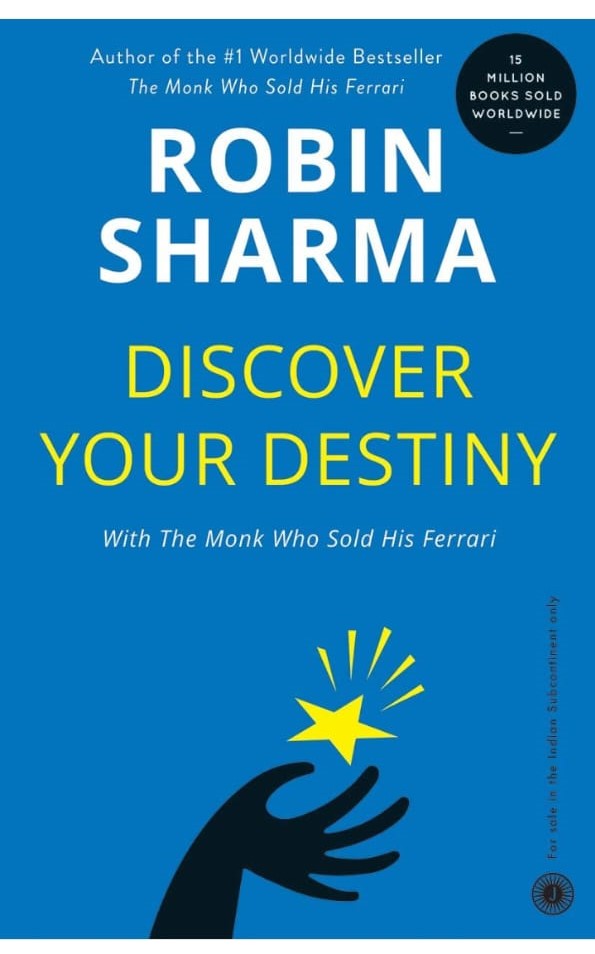 Author of the #1 Worldwide Bestseller
The Monk Who Sold His Ferrari
15
MILLION
BOOKS SOLD
WORLDWIDE
ROBIN
SHARMA
DISCOVER
YOUR DESTINY
With The Monk Who Sold His Ferrari
For sale in the Indian Subcontinent only
J